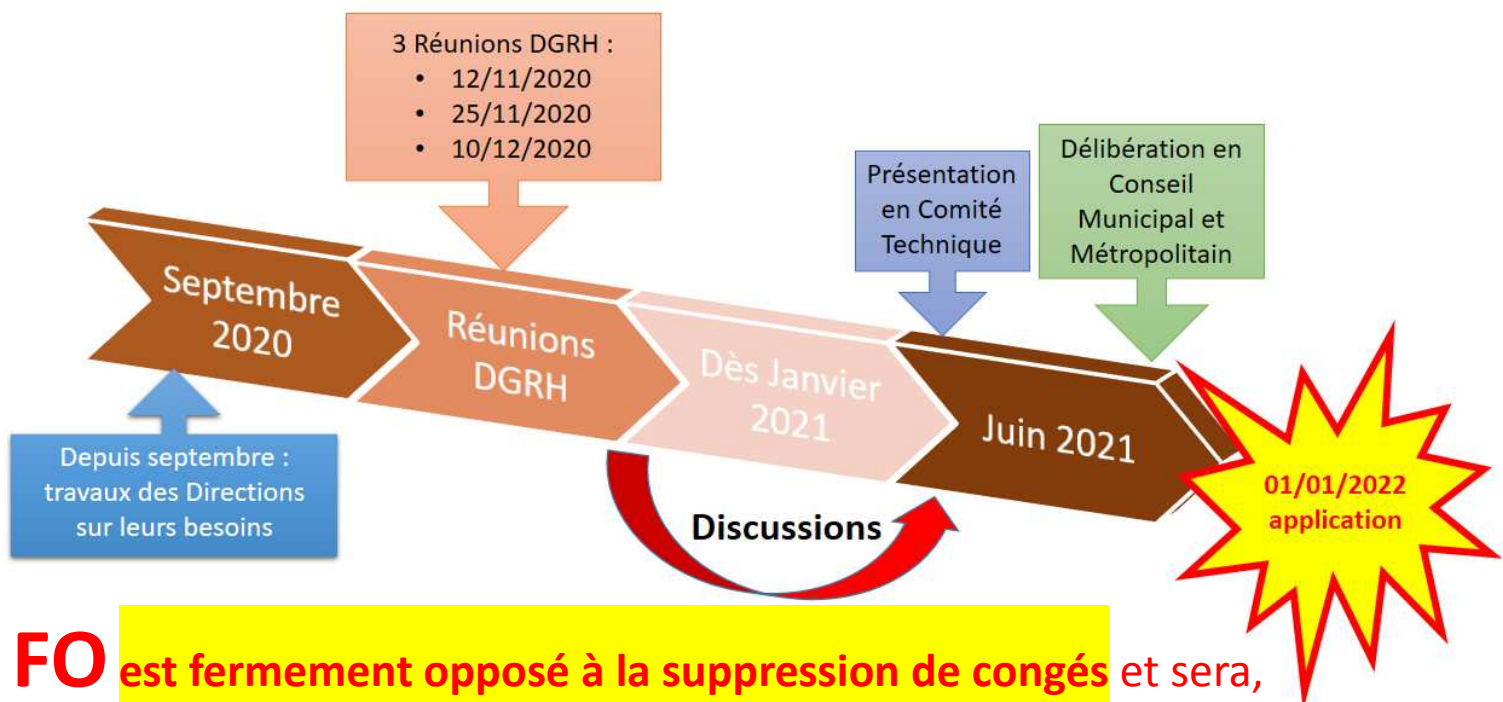 3 Réunions DGRH :
• 12/11/2020
• 25/11/2020
• 10/12/2020
Présentation
en Comité
Technique
Délibération en
Conseil
Municipal et
Métropolitain
Septembre
2020
Réunions
DGRH
Dès Janvier
2021
Juin 2021
Depuis septembre :
travaux des Directions
sur leurs besoins
Discussions
01/01/2022
application
FO est fermement opposé à la suppression de congés et sera,